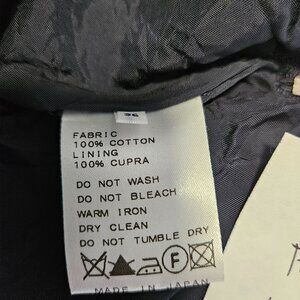 36
FABRIC
100% COTTON
LINING
100% CUPRA
DO NOT WASH
DO NOT BLEACH
WARM IRON
DRY CLEAN
DO NOT TUMBLE DRY
F
MADE IN JAPAN